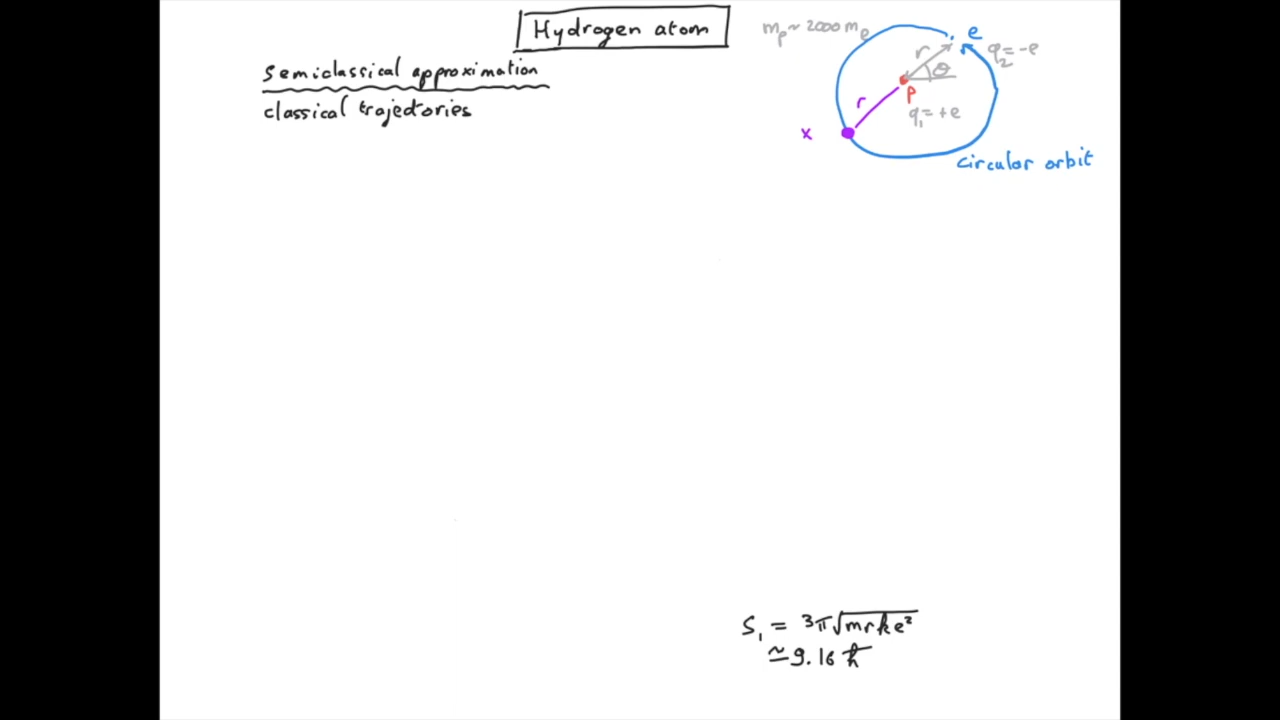 Hydrogen atom
semiclassical approximation
classical trajectories
mₚ ~ 2000 mₑ
e
q₂ = -e
r
θ
r
p
q₁ = +e
x
circular orbit
S₁ = 3π√mrke²
≃ 9.16 ħ